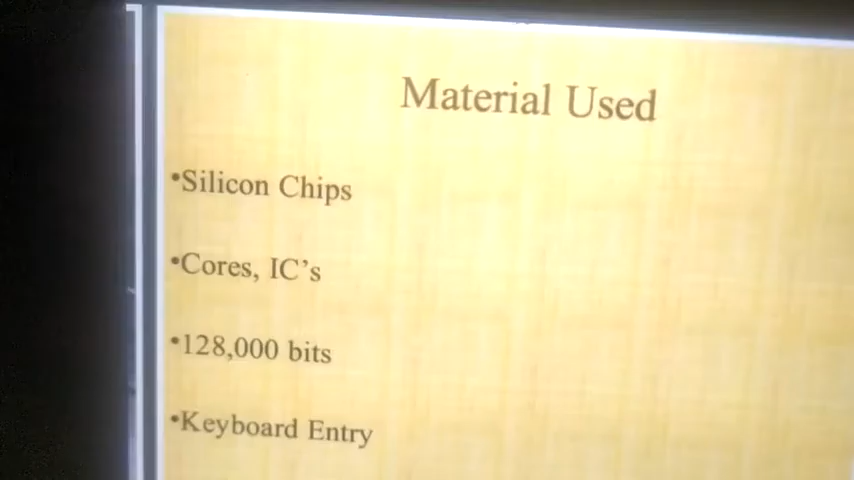 Material Used
•Silicon Chips
•Cores, IC's
•128,000 bits
•Keyboard Entry